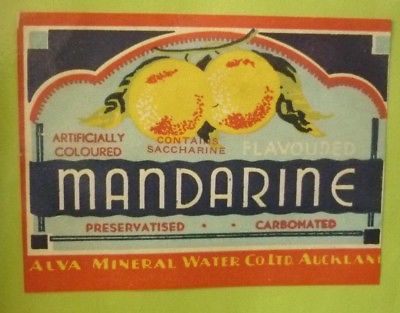 ARTIFICIALLY
COLOURED
CONTAINS
SACCHARINE
FLAVOURED
MANDARINE
PRESERVATISED • • CARBONATED
ALVA MINERAL WATER CO LTD. AUCKLAN